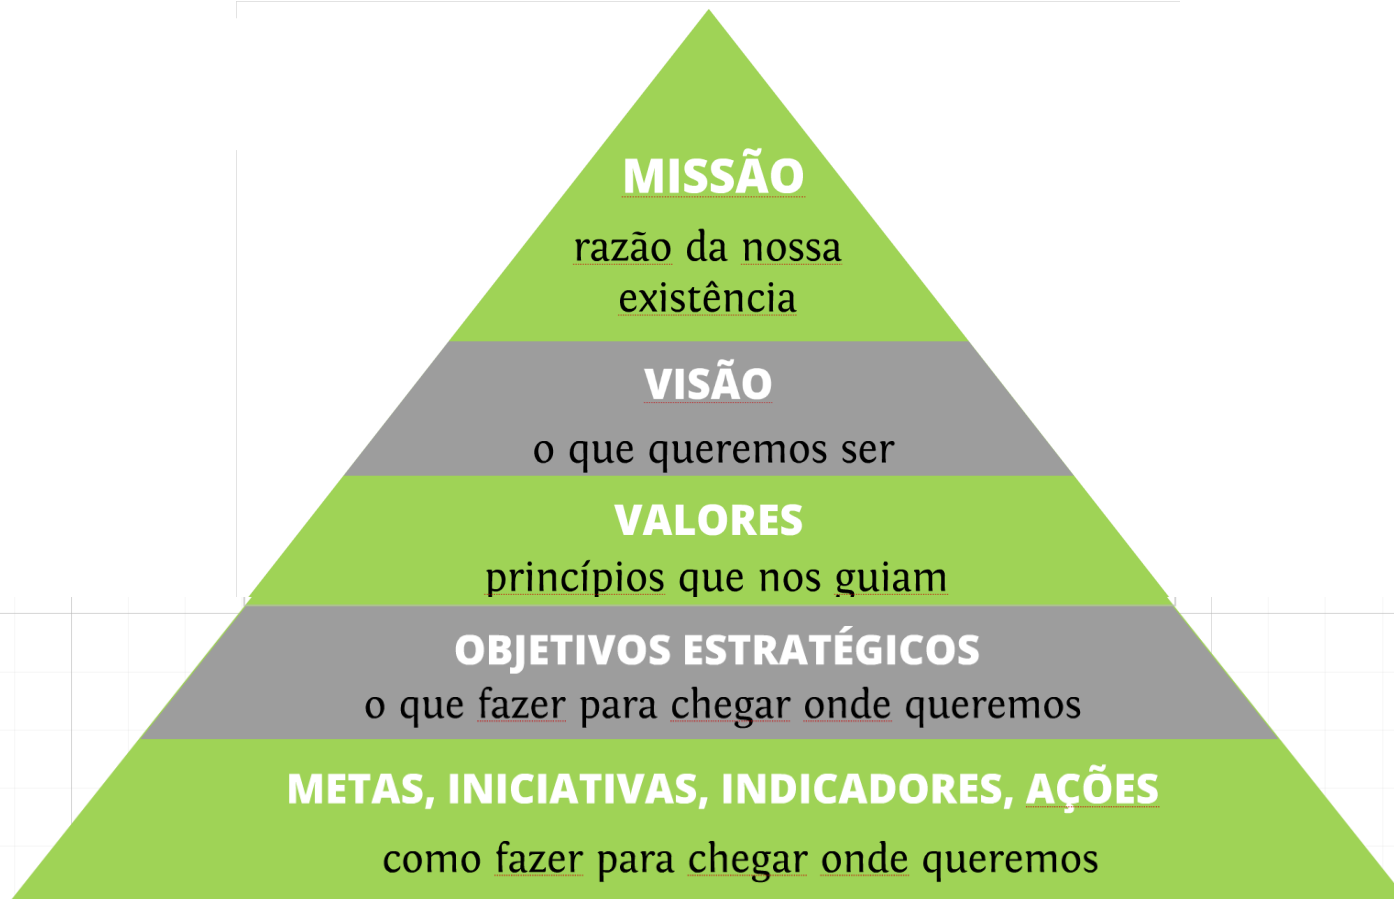 MISSÃO
razão da nossa
existência
VISÃO
o que queremos ser
VALORES
princípios que nos guiam
OBJETIVOS ESTRATÉGICOS
o que fazer para chegar onde queremos
METAS, INICIATIVAS, INDICADORES, AÇÕES
como fazer para chegar onde queremos